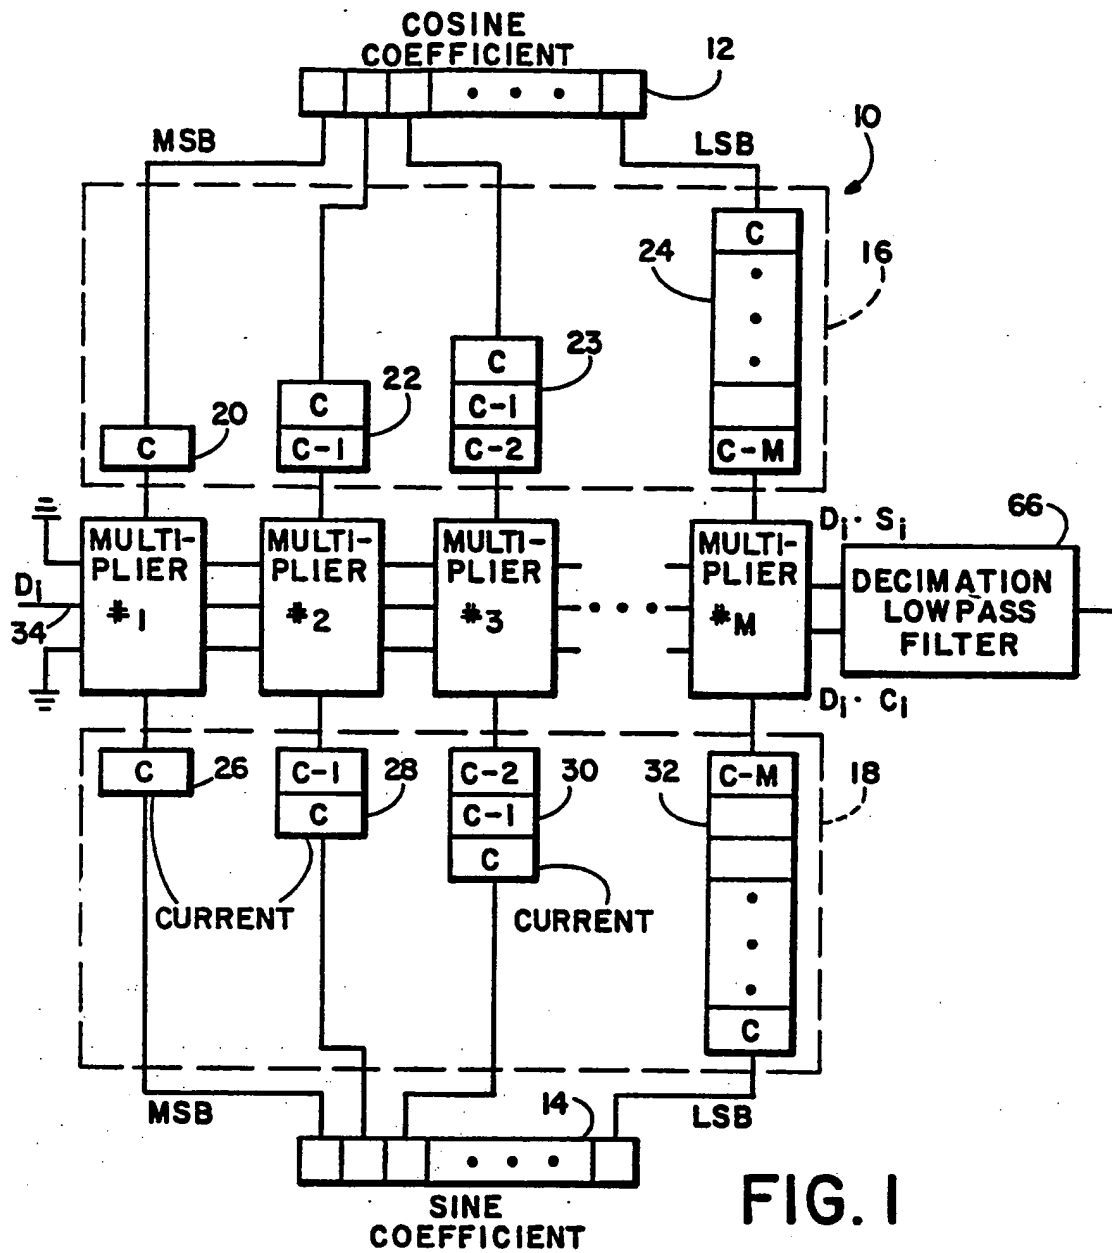 COSINE
COEFFICIENT
12
MSB
LSB
10
C
24
16
C
23
C
22
C-1
20
C
C-1
C-2
C-M
C
MULTI-
PLIER
#1
MULTI-
PLIER
#2
MULTI-
PLIER
#3
MULTI-
PLIER
#M
Di
34
Di · Si
66
DECIMATION
LOWPASS
FILTER
Di · Ci
C
26
C-1
28
C
C-2
30
C-1
C
32
C-M
18
CURRENT
CURRENT
C
MSB
14
LSB
SINE
COEFFICIENT
FIG. 1